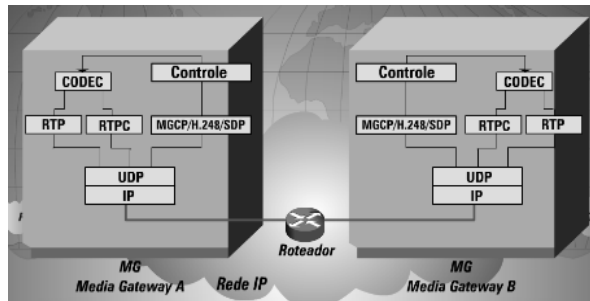 CODEC
Controle
RTP
RTPC
MGCP/H.248/SDP
UDP
IP
MG
Media Gateway A
Rede IP
Roteador
Controle
CODEC
MGCP/H.248/SDP
RTPC
RTP
UDP
IP
MG
Media Gateway B